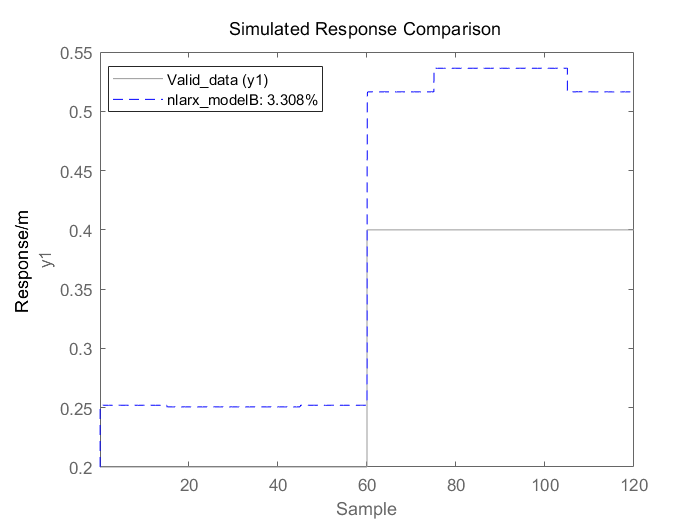 Simulated Response Comparison
Valid_data (y1)
nlarx_modelB: 3.308%
Response/m
y1
0.55
0.5
0.45
0.4
0.35
0.3
0.25
0.2
20 40 60 80 100 120
Sample